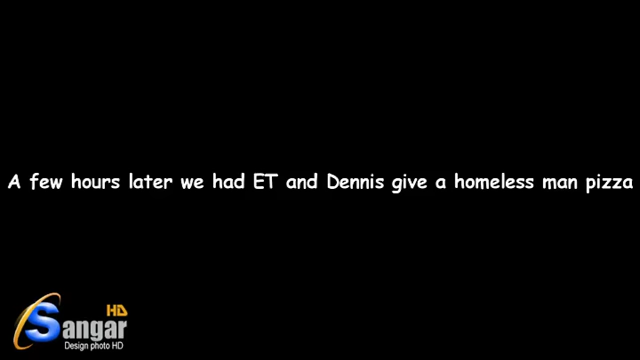 A few hours later we had ET and Dennis give a homeless man pizza
HD
Sangar
Design photo HD